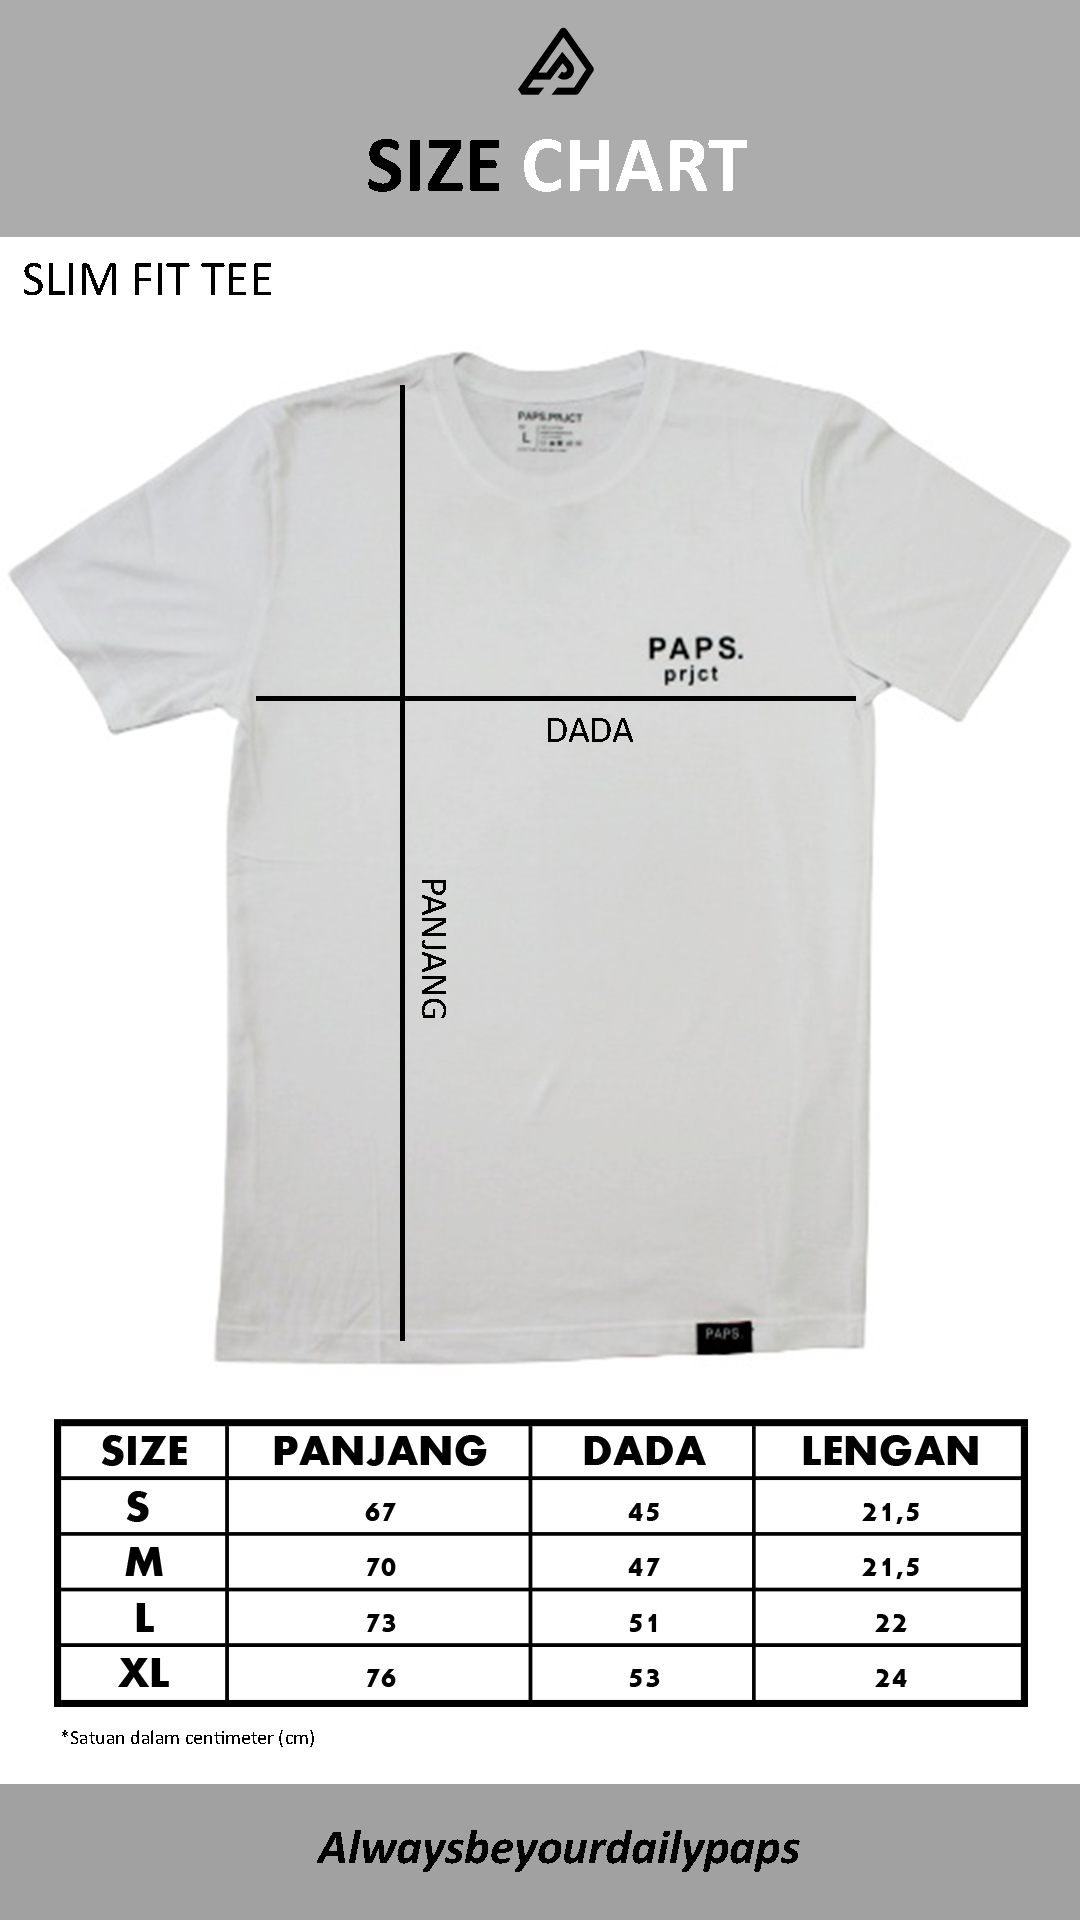 SIZE CHART
SLIM FIT TEE
PAPS.PRJCT
L
PAPS.
prjct
DADA
PANJANG
PAPS.
SIZE PANJANG DADA LENGAN
S 67 45 21,5
M 70 47 21,5
L 73 51 22
XL 76 53 24
*Satuan dalam centimeter (cm)
Alwaysbeyourdailypaps